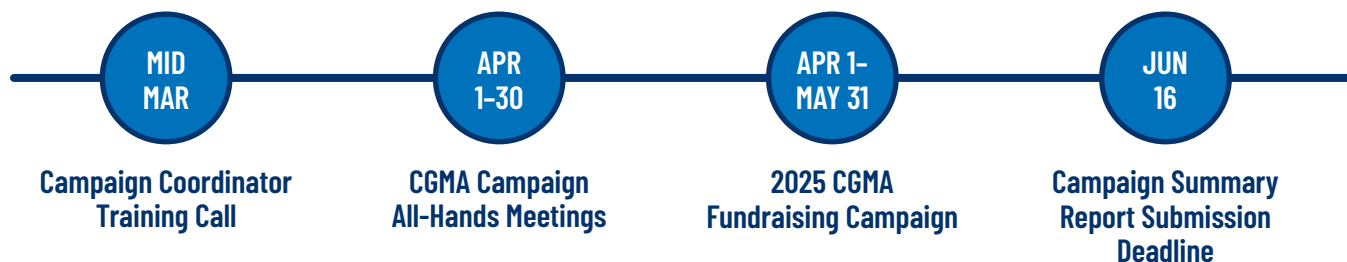 MID
MAR
APR
1–30
APR 1–
MAY 31
JUN
16
Campaign Coordinator
Training Call
CGMA Campaign
All-Hands Meetings
2025 CGMA
Fundraising Campaign
Campaign Summary
Report Submission
Deadline